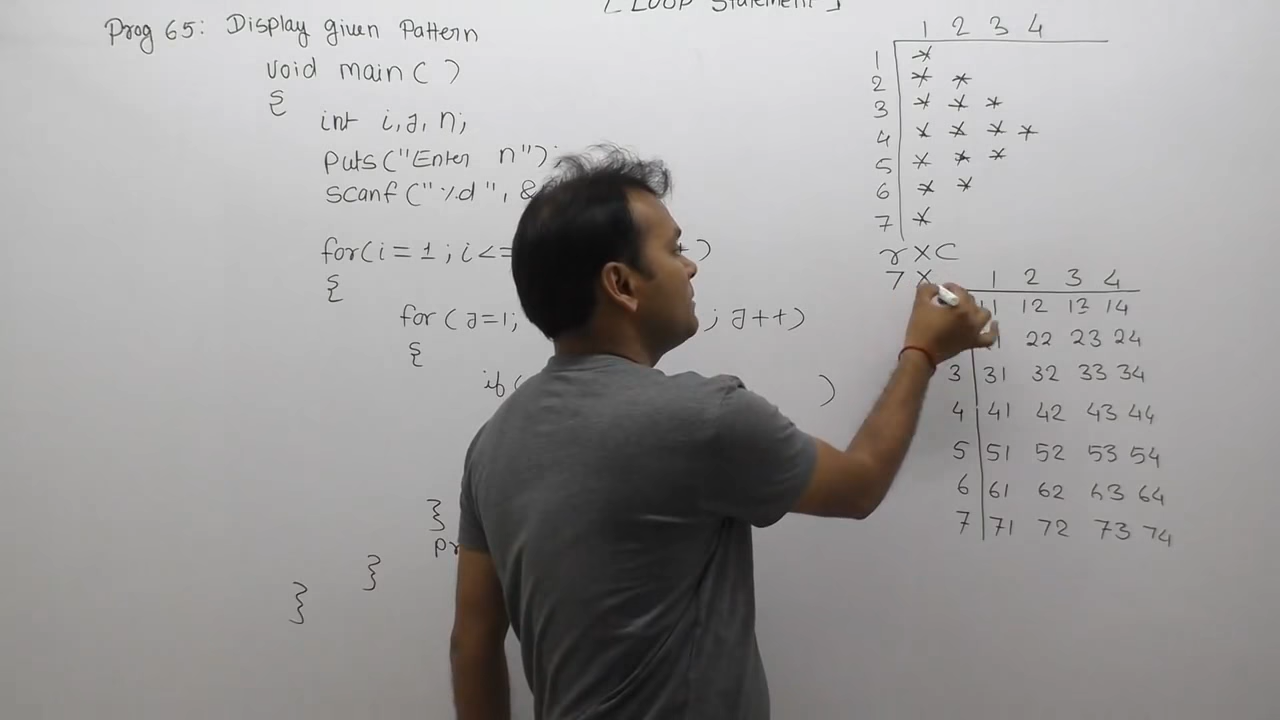 [ Loop Statement ]
Prog 65: Display given Pattern
void main( )
{
int i,j, n;
Puts("Enter n");
Scanf("%d", &
for(i=1; i<= +)
{
for(j=1; ; j++)
{
if( )
}
}
}
1 2 3 4
1 *
2 * *
3 * * *
4 * * * *
5 * * *
6 * *
7 *
r X C
7 X
1 2 3 4
12 13 14
22 23 24
3 31 32 33 34
4 41 42 43 44
5 51 52 53 54
6 61 62 63 64
7 71 72 73 74